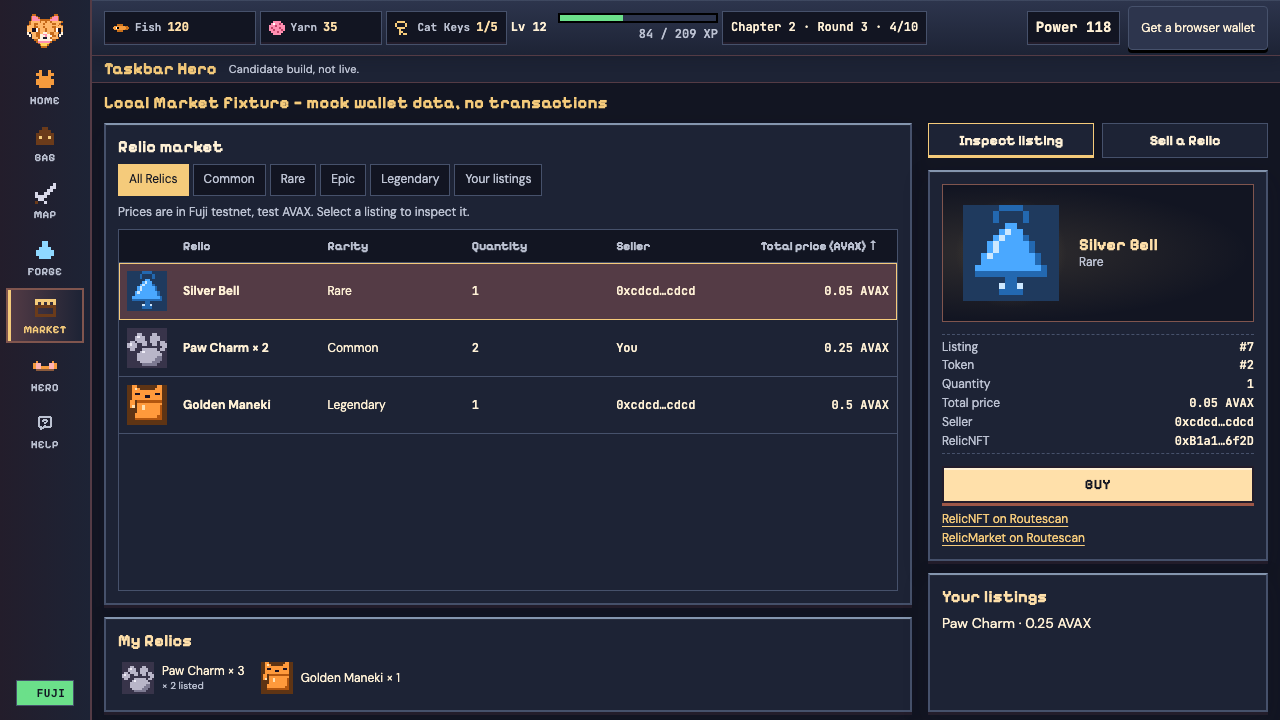 Fish 120
Yarn 35
Cat Keys 1/5
Lv 12
84 / 209 XP
Chapter 2 · Round 3 · 4/10
Power 118
Get a browser wallet
HOME
BAG
MAP
FORGE
MARKET
HERO
HELP
FUJI
Taskbar Hero
Candidate build, not live.
Local Market Fixture - mock wallet data, no transactions
Relic market
All Relics
Common
Rare
Epic
Legendary
Your listings
Prices are in Fuji testnet, test AVAX. Select a listing to inspect it.
Relic Rarity Quantity Seller Total price (AVAX) ↑
Silver Bell Rare 1 0xcdcd…cdcd 0.05 AVAX
Paw Charm × 2 Common 2 You 0.25 AVAX
Golden Maneki Legendary 1 0xcdcd…cdcd 0.5 AVAX
My Relics
Paw Charm × 3
× 2 listed
Golden Maneki × 1
Inspect listing
Sell a Relic
Silver Bell
Rare
Listing #7
Token #2
Quantity 1
Total price 0.05 AVAX
Seller 0xcdcd…cdcd
RelicNFT 0xB1a1…6f2D
BUY
RelicNFT on Routescan
RelicMarket on Routescan
Your listings
Paw Charm · 0.25 AVAX